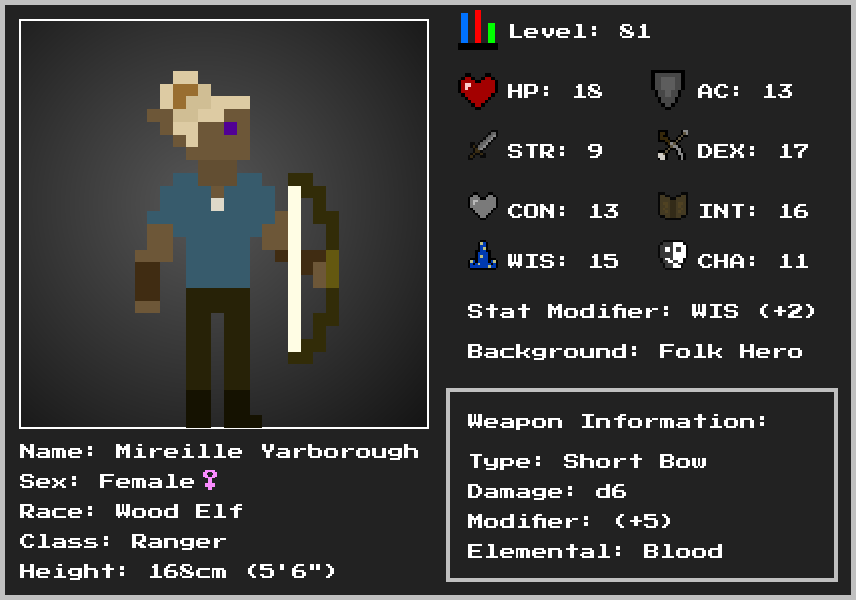 Level: 81
HP: 18
AC: 13
STR: 9
DEX: 17
CON: 13
INT: 16
WIS: 15
CHA: 11
Stat Modifier: WIS (+2)
Background: Folk Hero
Weapon Information:
Type: Short Bow
Damage: d6
Modifier: (+5)
Elemental: Blood
Name: Mireille Yarborough
Sex: Female♀
Race: Wood Elf
Class: Ranger
Height: 168cm (5'6")